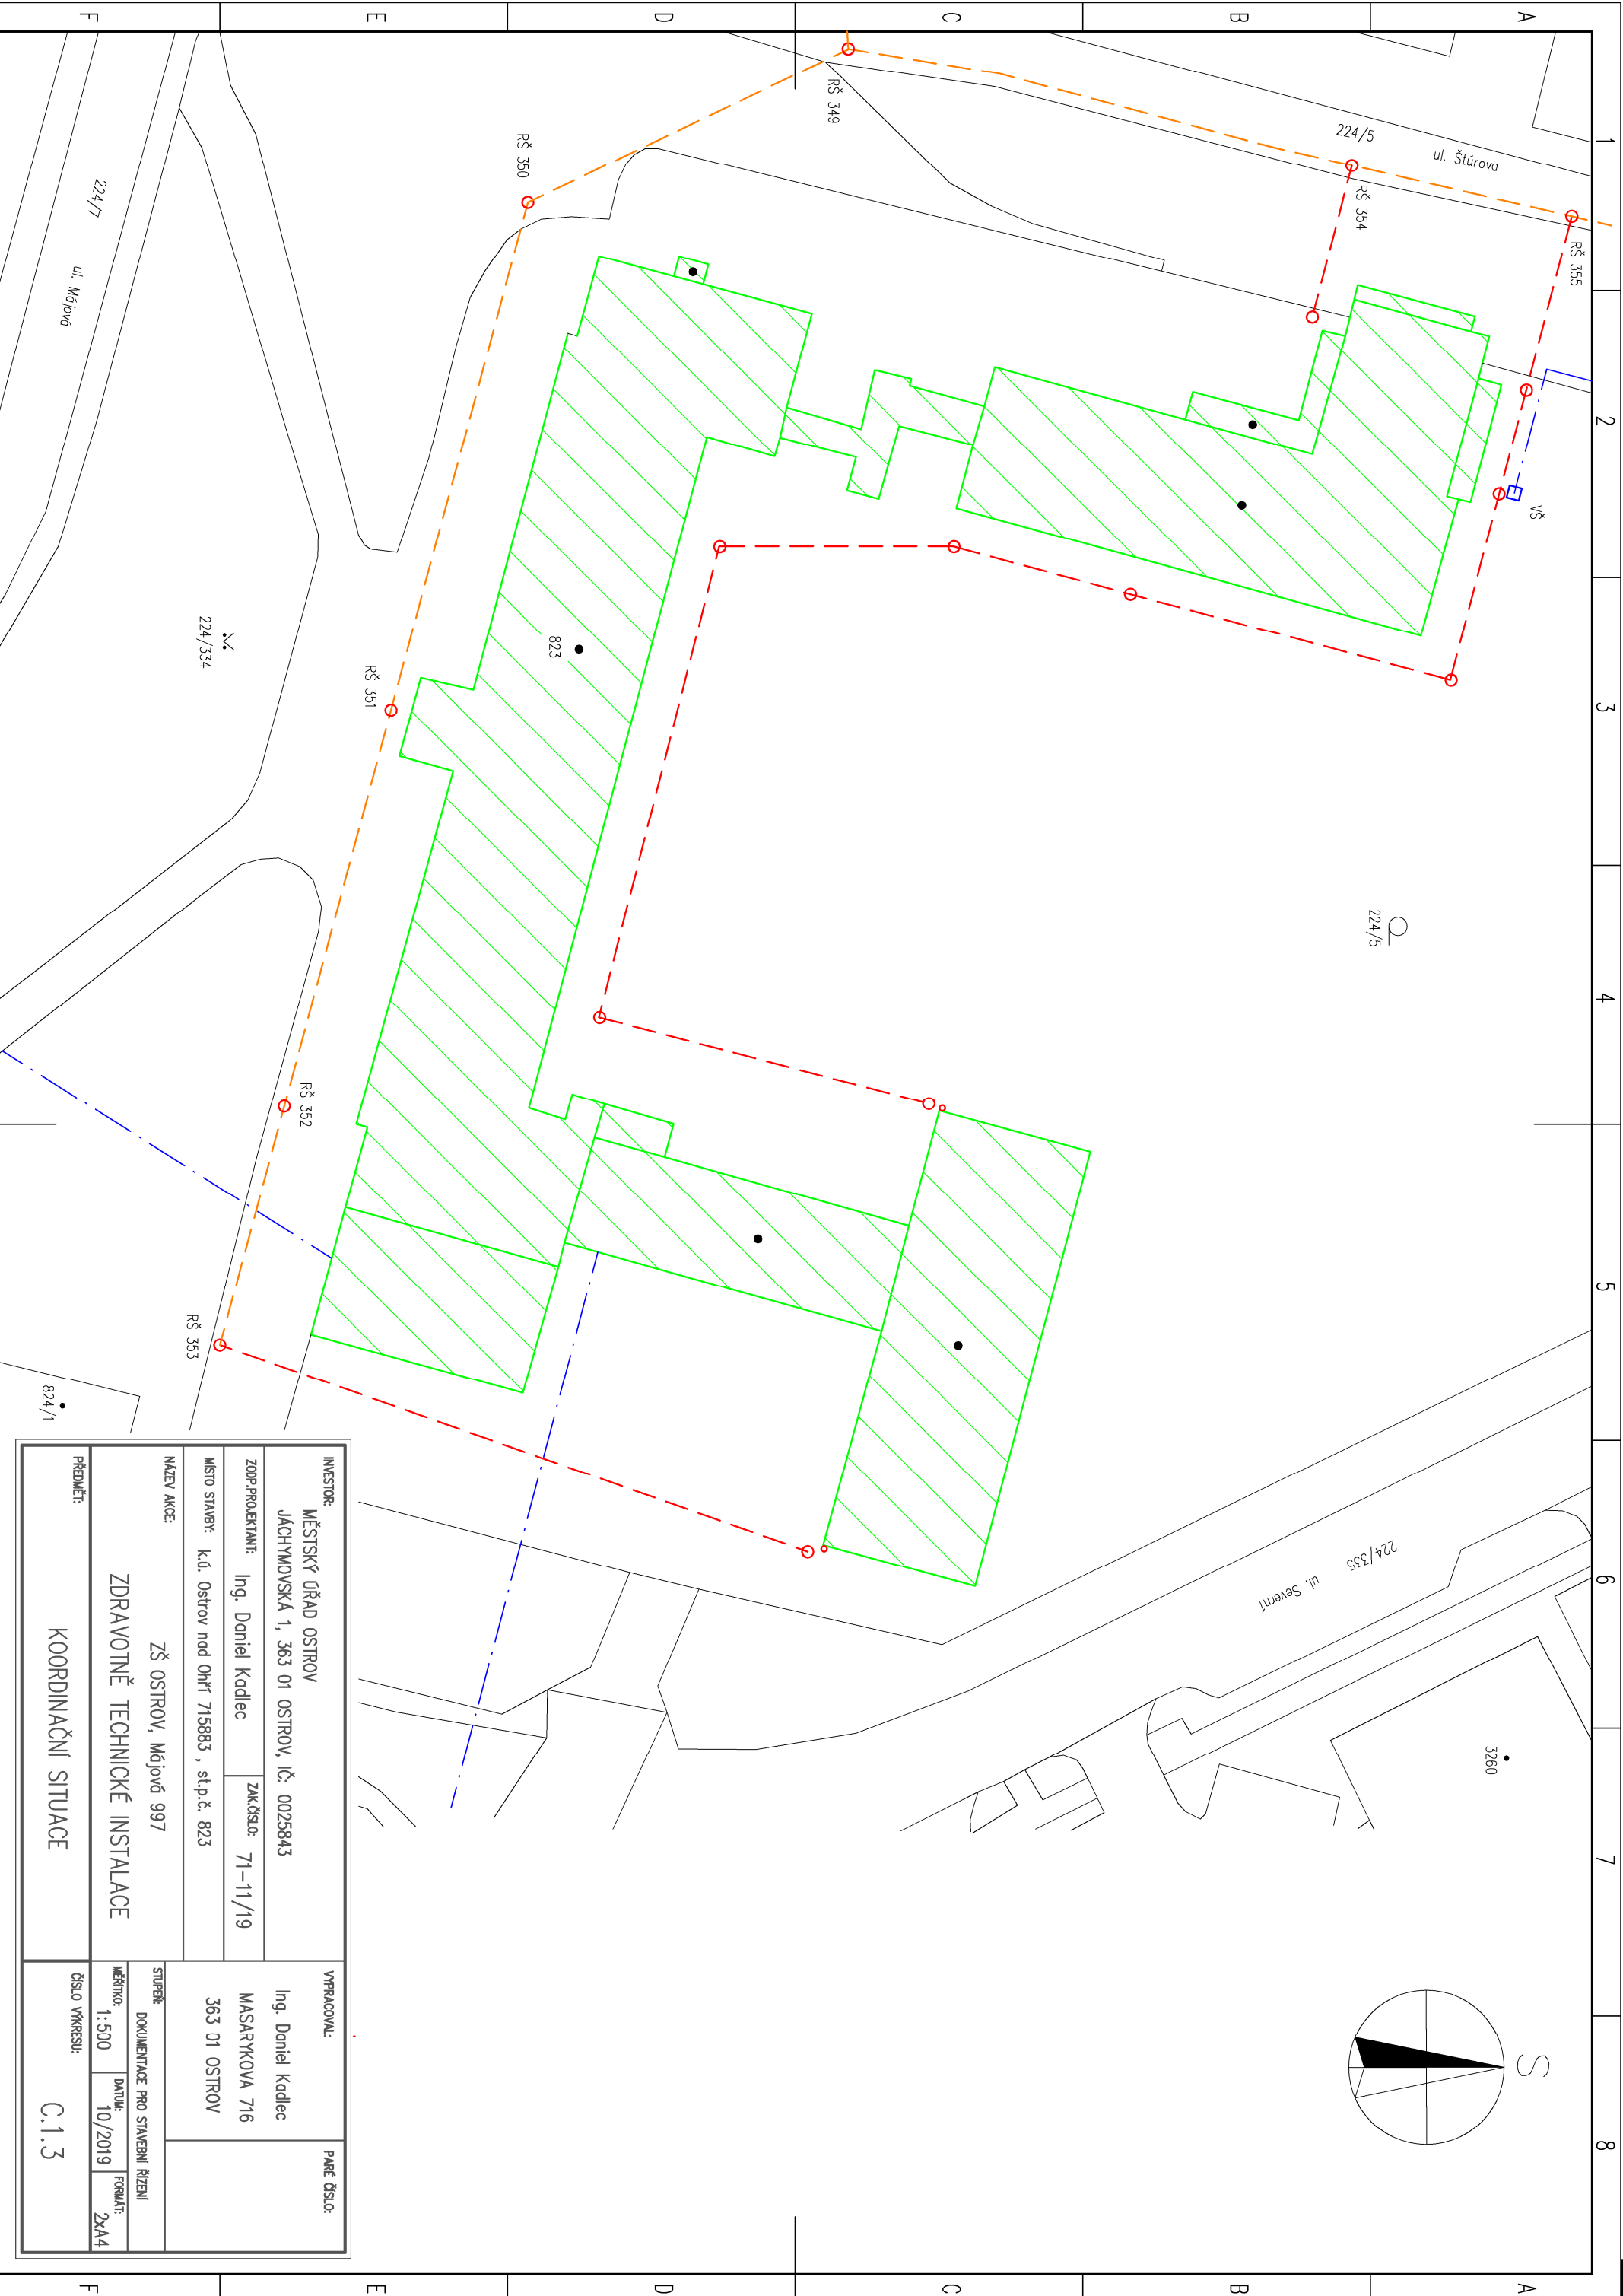 1
2
3
4
5
6
7
8
A
B
C
D
E
F
A
B
C
D
E
F
S
RŠ 355
RŠ 354
224/5
ul. Štúrova
RŠ 349
RŠ 350
VŠ
224/7
ul. Májová
823
RŠ 351
224/334
224/5
RŠ 352
RŠ 353
824/1
224/335
ul. Severní
3260
INVESTOR:
MĚSTSKÝ ÚŘAD OSTROV
JÁCHYMOVSKÁ 1, 363 01 OSTROV, IČ: 0025843
ZODP.PROJEKTANT: Ing. Daniel Kadlec
ZAK.ČÍSLO: 71-11/19
MÍSTO STAVBY: k.ú. Ostrov nad Ohří 715883 , st.p.č. 823
NÁZEV AKCE:
ZŠ OSTROV, Májová 997
ZDRAVOTNĚ TECHNICKÉ INSTALACE
PŘEDMĚT:
KOORDINAČNÍ SITUACE
VYPRACOVAL:
Ing. Daniel Kadlec
MASARYKOVA 716
363 01 OSTROV
PARÉ ČÍSLO:
STUPEŇ:
DOKUMENTACE PRO STAVEBNÍ ŘÍZENÍ
MĚŘÍTKO: 1:500
DATUM: 10/2019
FORMÁT: 2xA4
ČÍSLO VÝKRESU:
C.1.3